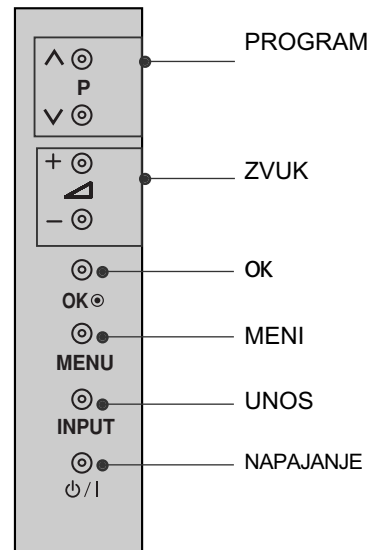 PROGRAM
P
ZVUK
+
−
OK
OK
MENI
MENU
UNOS
INPUT
NAPAJANJE
⏻/I